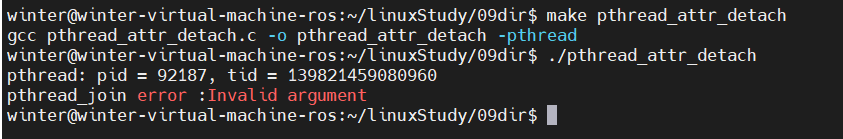 winter@winter-virtual-machine-ros:~/linuxStudy/09dir$ make pthread_attr_detach
gcc pthread_attr_detach.c -o pthread_attr_detach -pthread
winter@winter-virtual-machine-ros:~/linuxStudy/09dir$ ./pthread_attr_detach
pthread: pid = 92187, tid = 139821459080960
pthread_join error :Invalid argument
winter@winter-virtual-machine-ros:~/linuxStudy/09dir$